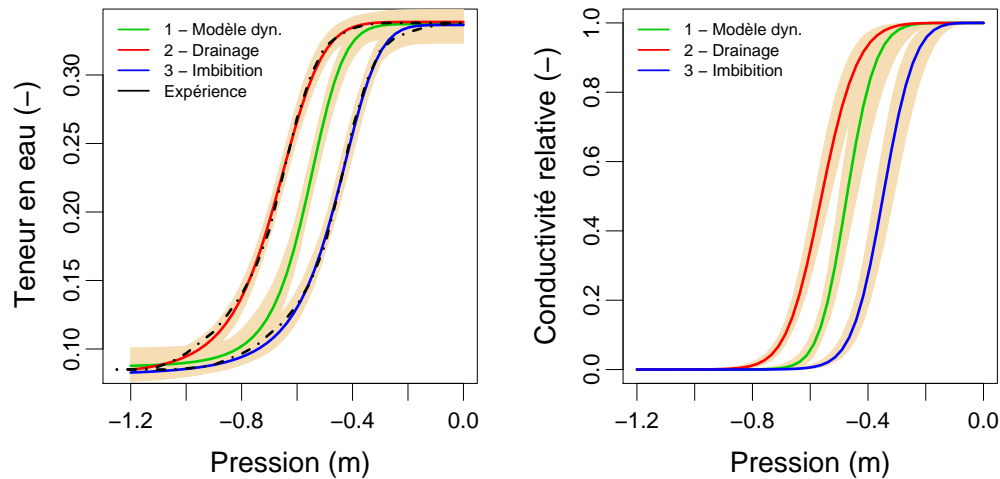 1 − Modèle dyn.
2 − Drainage
3 − Imbibition
Expérience
Teneur en eau (−)
0.10
0.15
0.20
0.25
0.30
−1.2
−0.8
−0.4
0.0
Pression (m)
1 − Modèle dyn.
2 − Drainage
3 − Imbibition
Conductivité relative (−)
0.0
0.2
0.4
0.6
0.8
1.0
−1.2
−0.8
−0.4
0.0
Pression (m)